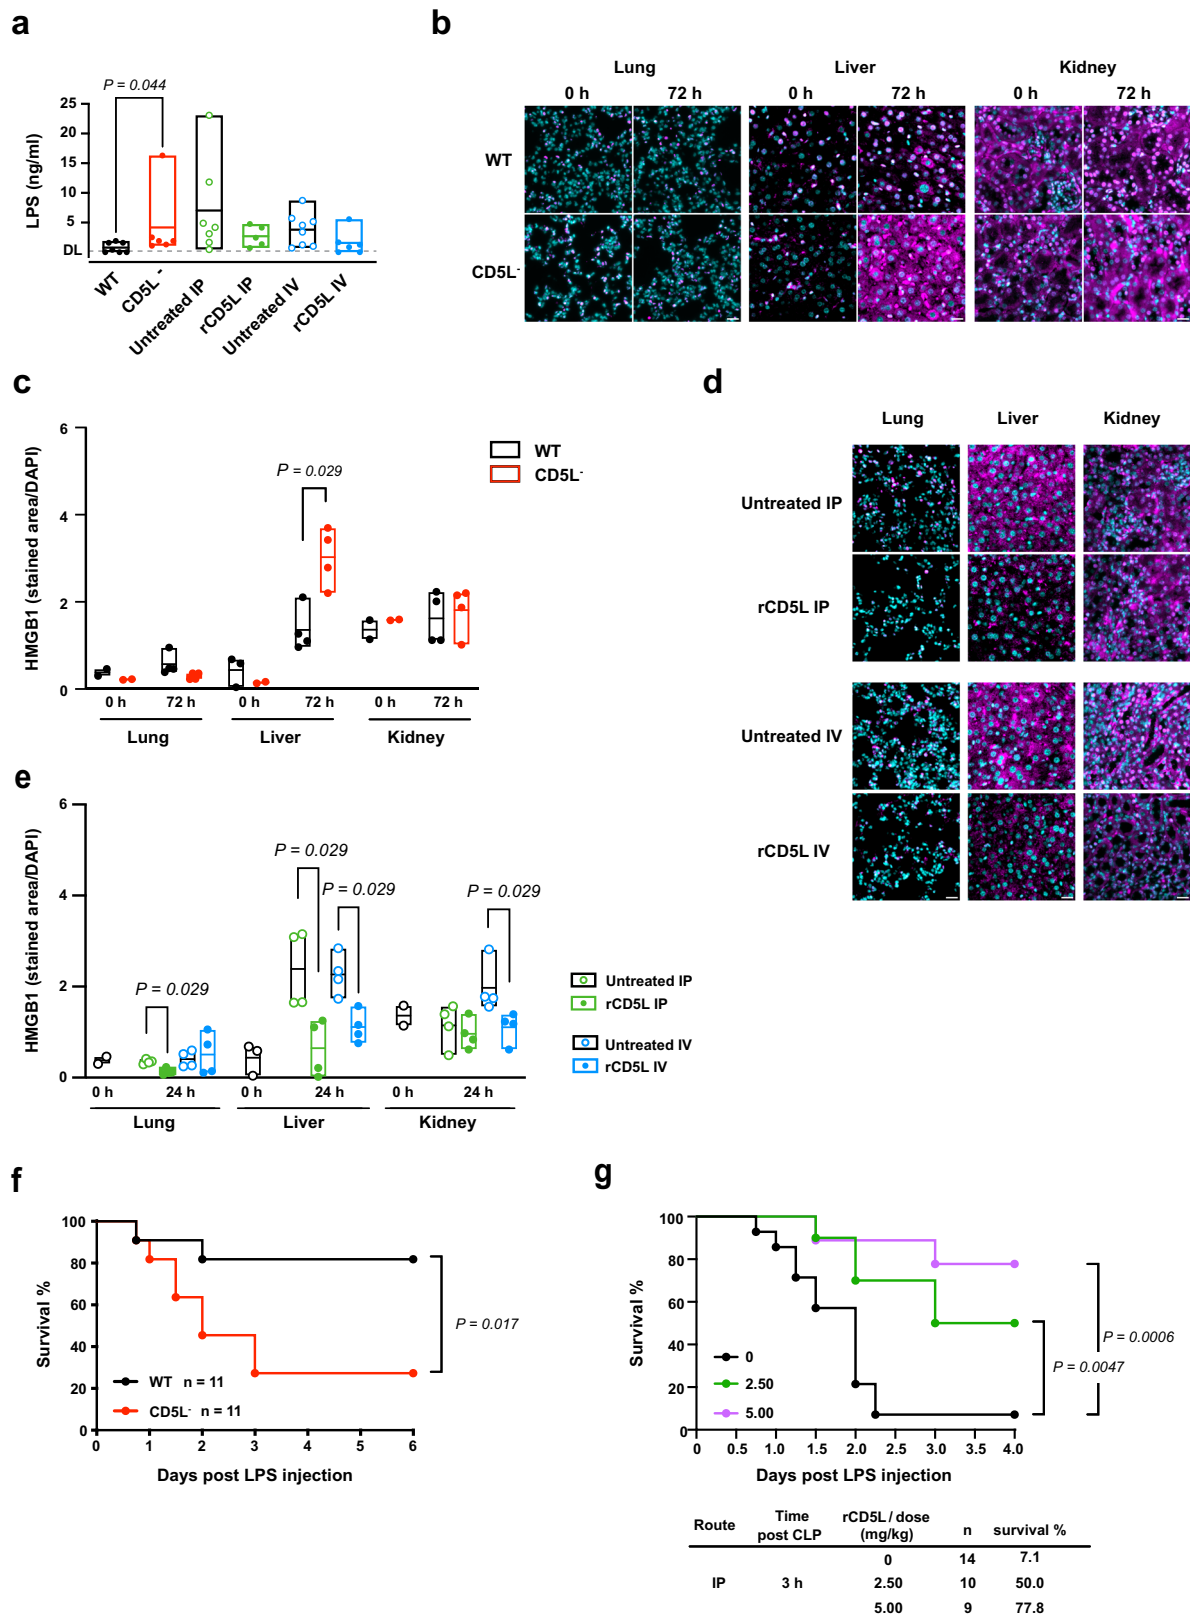 a
P = 0.044
LPS (ng/ml)
25
20
15
10
5
DL
WT
CD5L-
Untreated IP
rCD5L IP
Untreated IV
rCD5L IV
b
Lung Liver Kidney
0 h 72 h 0 h 72 h 0 h 72 h
WT
CD5L-
c
HMGB1 (stained area/DAPI)
6
4
2
0
P = 0.029
WT
CD5L-
0 h 72 h 0 h 72 h 0 h 72 h
Lung Liver Kidney
d
Lung Liver Kidney
Untreated IP
rCD5L IP
Untreated IV
rCD5L IV
e
HMGB1 (stained area/DAPI)
6
4
2
0
P = 0.029
P = 0.029
P = 0.029
P = 0.029
Untreated IP
rCD5L IP
Untreated IV
rCD5L IV
0 h 24 h 0 h 24 h 0 h 24 h
Lung Liver Kidney
f
Survival %
100
80
60
40
20
0
WT n = 11
CD5L- n = 11
P = 0.017
0 1 2 3 4 5 6
Days post LPS injection
g
Survival %
100
80
60
40
20
0
0
2.50
5.00
P = 0.0006
P = 0.0047
0 0.5 1.0 1.5 2.0 2.5 3.0 3.5 4.0
Days post LPS injection
Route Time post CLP rCD5L / dose (mg/kg) n survival %
0 14 7.1
IP 3 h 2.50 10 50.0
5.00 9 77.8